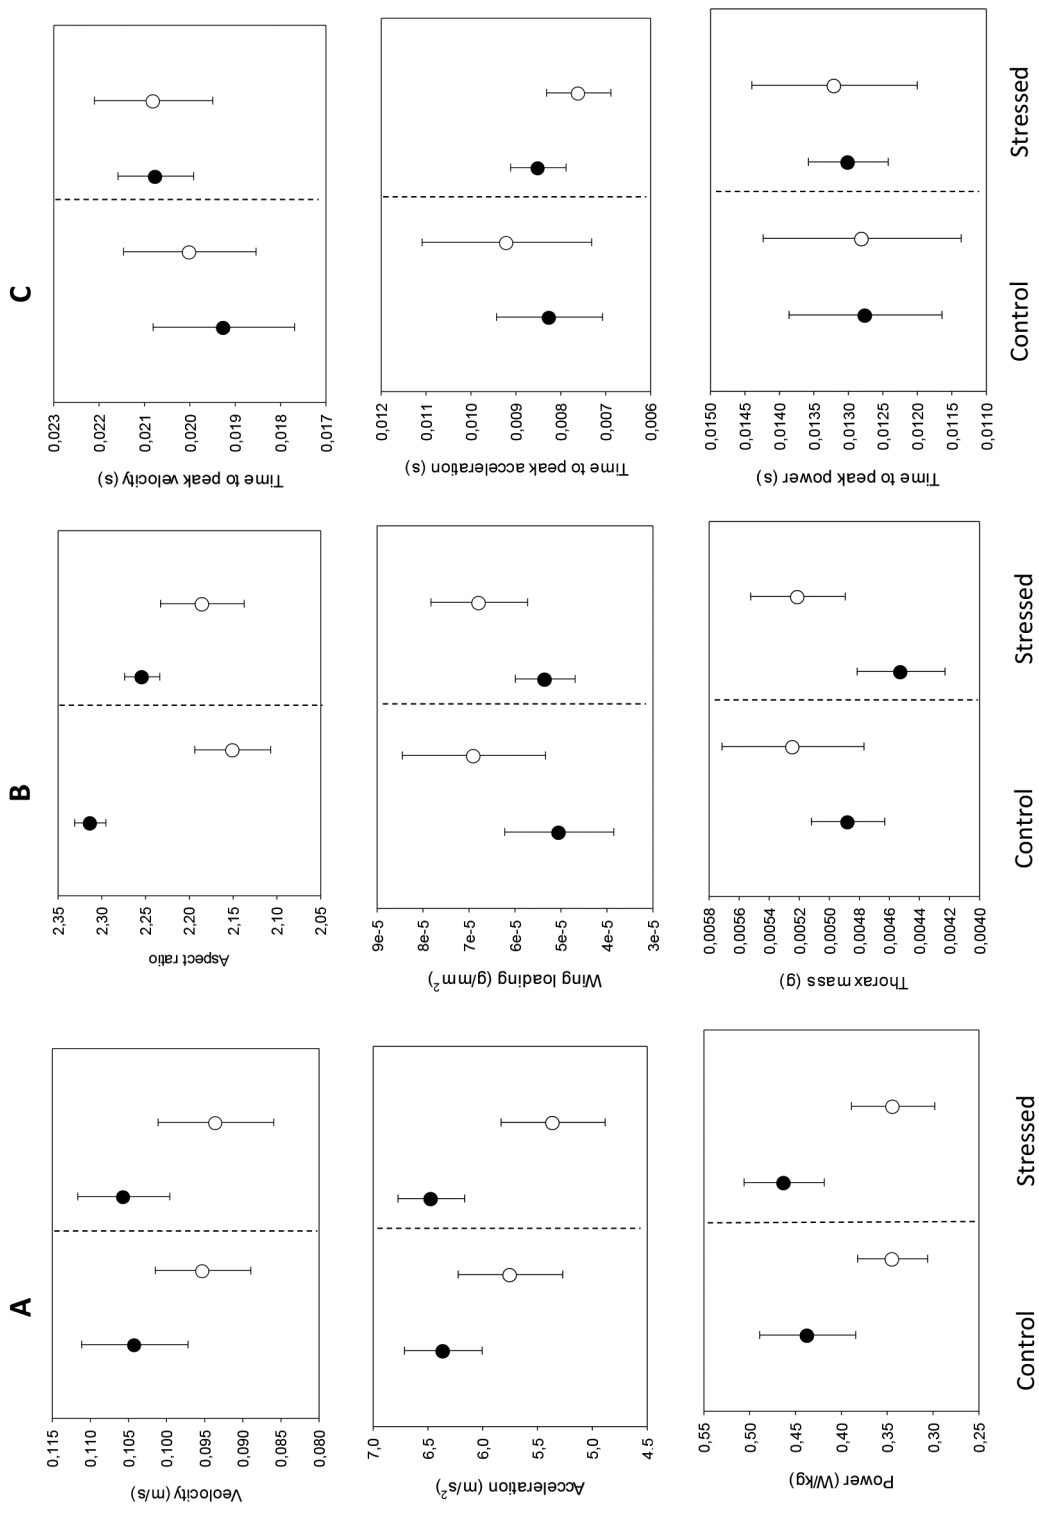 A
Veolocity (m/s)
0,115
0,110
0,105
0,100
0,095
0,090
0,085
0,080
Acceleration (m/s²)
7,0
6,5
6,0
5,5
5,0
4.5
Power (W/kg)
0,55
0,50
0,45
0,40
0,35
0,30
0,25
Control
Stressed
B
Aspect ratio
2,35
2,30
2,25
2,20
2,15
2,10
2,05
Wing loading (g/mm²)
9e-5
8e-5
7e-5
6e-5
5e-5
4e-5
3e-5
Thorax mass (g)
0,0058
0,0056
0,0054
0,0052
0,0050
0,0048
0,0046
0,0044
0,0042
0,0040
Control
Stressed
C
Time to peak velocity (s)
0,023
0,022
0,021
0,020
0,019
0,018
0,017
Time to peak acceleration (s)
0,012
0,011
0,010
0,009
0,008
0,007
0,006
Time to peak power (s)
0,0150
0,0145
0,0140
0,0135
0,0130
0,0125
0,0120
0,0115
0,0110
Control
Stressed